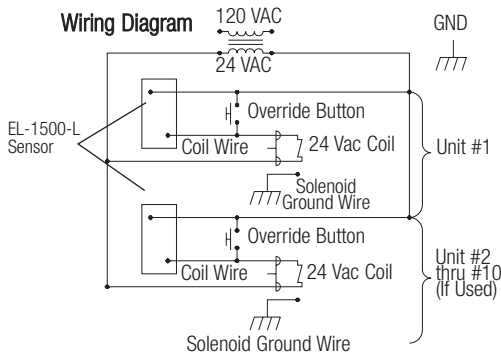 Wiring Diagram
120 VAC
24 VAC
GND
EL-1500-L
Sensor
Override Button
Coil Wire
24 Vac Coil
Unit #1
Solenoid
Ground Wire
Override Button
Coil Wire
24 Vac Coil
Unit #2
thru #10
(If Used)
Solenoid Ground Wire